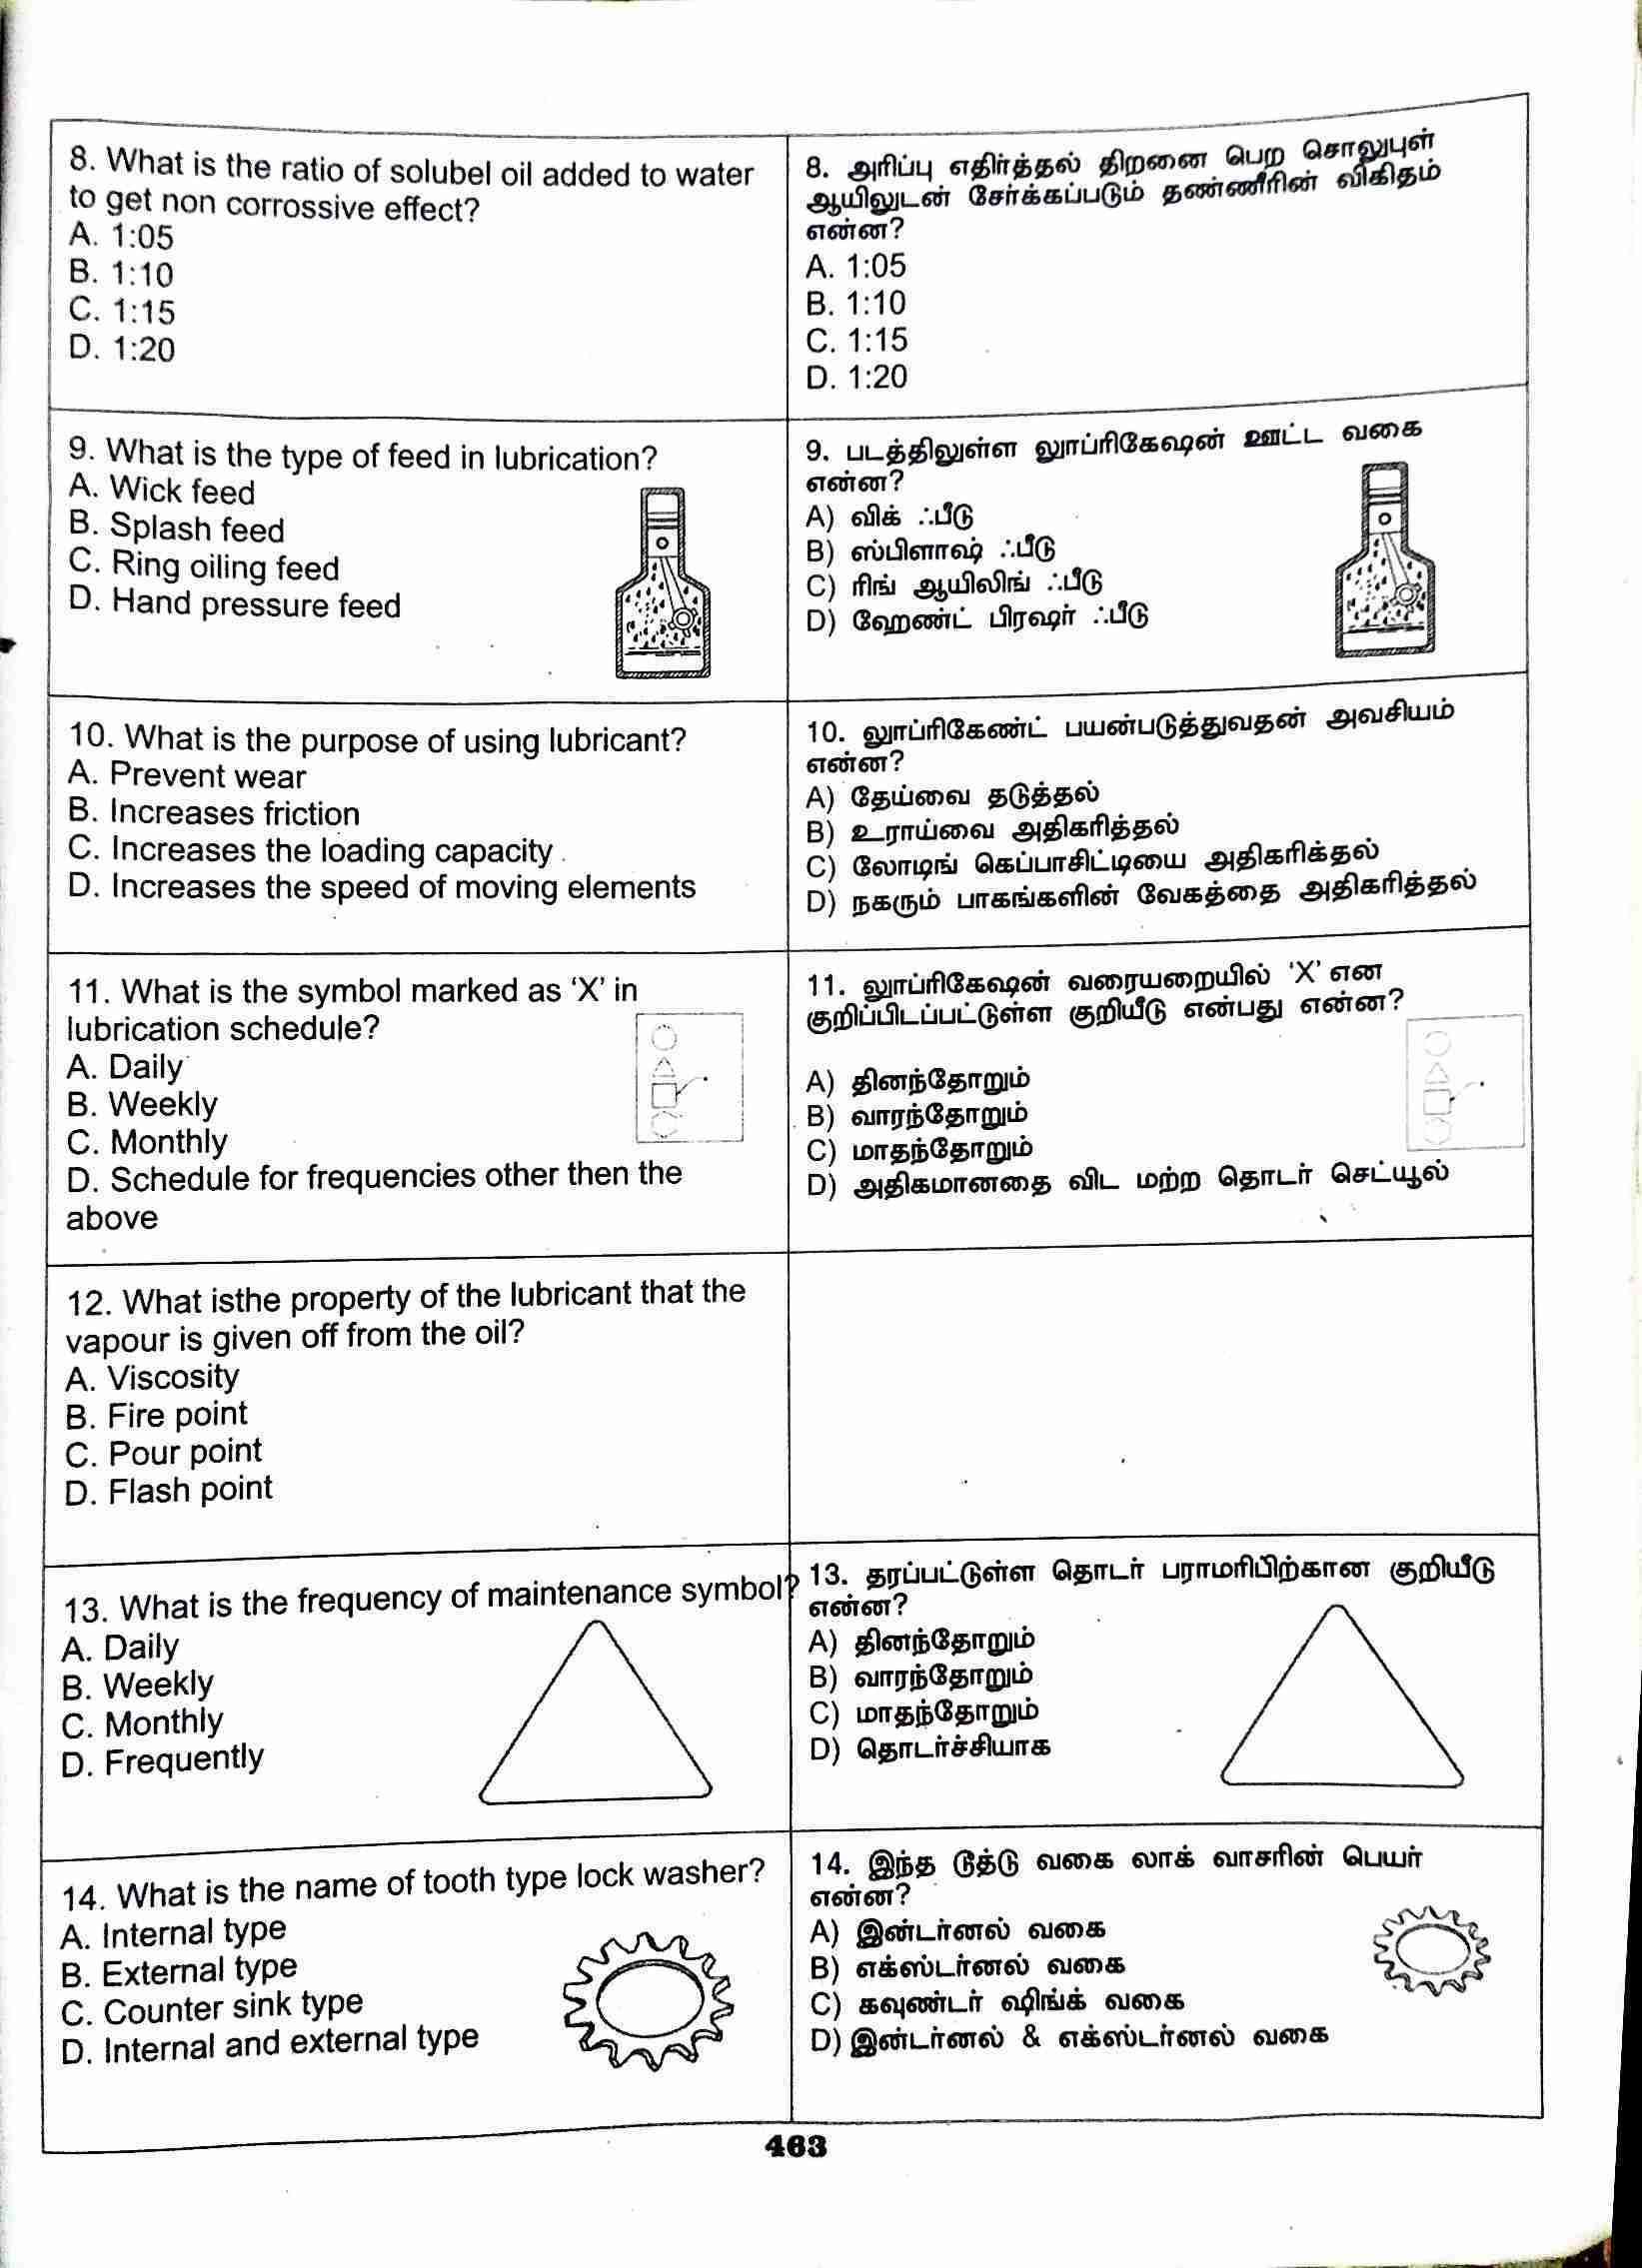 8. What is the ratio of solubel oil added to water
to get non corrossive effect?
A. 1:05
B. 1:10
C. 1:15
D. 1:20
8. அரிப்பு எதிர்த்தல் திறனை பெற சொலுபுள்
ஆயிலுடன் சேர்க்கப்படும் தண்ணீரின் விகிதம்
என்ன?
A. 1:05
B. 1:10
C. 1:15
D. 1:20
9. What is the type of feed in lubrication?
A. Wick feed
B. Splash feed
C. Ring oiling feed
D. Hand pressure feed
9. படத்திலுள்ள லூப்ரிகேஷன் ஊட்ட வகை
என்ன?
A) விக் ஃபீடு
B) ஸ்பிளாஷ் ஃபீடு
C) ரிங் ஆயிலிங் ஃபீடு
D) ஹேண்ட் பிரஷர் ஃபீடு
10. What is the purpose of using lubricant?
A. Prevent wear
B. Increases friction
C. Increases the loading capacity
D. Increases the speed of moving elements
10. லூப்ரிகேண்ட் பயன்படுத்துவதன் அவசியம்
என்ன?
A) தேய்வை தடுத்தல்
B) உராய்வை அதிகரித்தல்
C) லோடிங் கெப்பாசிட்டியை அதிகரிக்தல்
D) நகரும் பாகங்களின் வேகத்தை அதிகரித்தல்
11. What is the symbol marked as ‘X’ in
lubrication schedule?
A. Daily
B. Weekly
C. Monthly
D. Schedule for frequencies other then the
above
11. லூப்ரிகேஷன் வரையறையில் ‘X’ என
குறிப்பிடப்பட்டுள்ள குறியீடு என்பது என்ன?
A) தினந்தோறும்
B) வாரந்தோறும்
C) மாதந்தோறும்
D) அதிகமானதை விட மற்ற தொடர் செட்யூல்
12. What isthe property of the lubricant that the
vapour is given off from the oil?
A. Viscosity
B. Fire point
C. Pour point
D. Flash point
13. What is the frequency of maintenance symbol?
A. Daily
B. Weekly
C. Monthly
D. Frequently
13. தரப்பட்டுள்ள தொடர் பராமரிபிற்கான குறியீடு
என்ன?
A) தினந்தோறும்
B) வாரந்தோறும்
C) மாதந்தோறும்
D) தொடர்ச்சியாக
14. What is the name of tooth type lock washer?
A. Internal type
B. External type
C. Counter sink type
D. Internal and external type
14. இந்த டூத்டு வகை லாக் வாசரின் பெயர்
என்ன?
A) இன்டர்னல் வகை
B) எக்ஸ்டர்னல் வகை
C) கவுண்டர் ஷிங்க் வகை
D) இன்டர்னல் & எக்ஸ்டர்னல் வகை
463